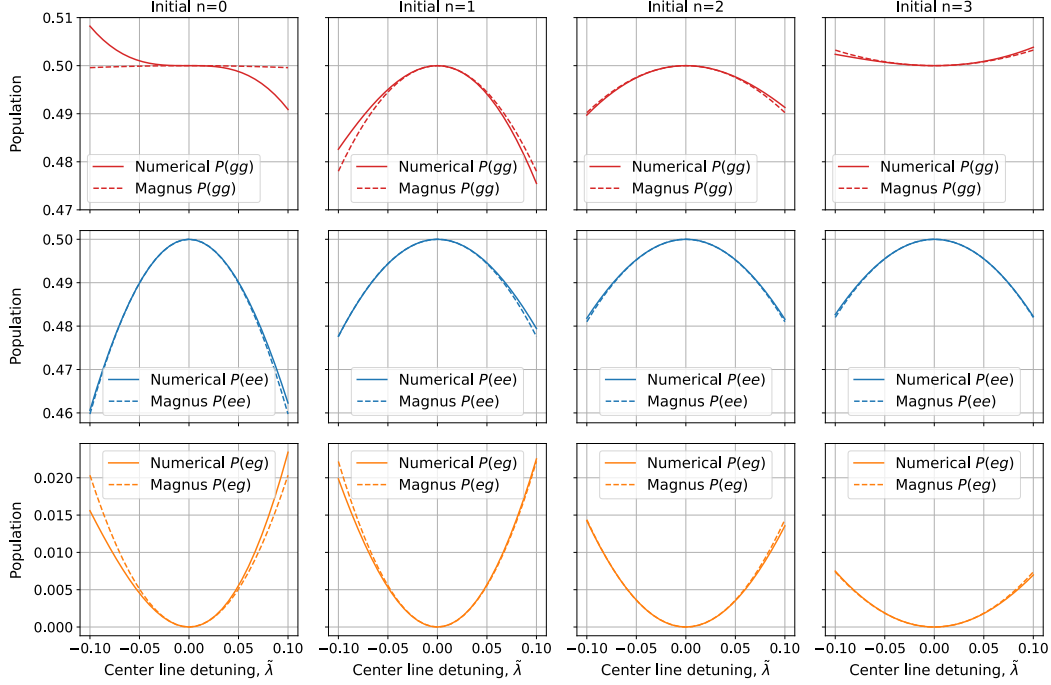 Initial n=0
Initial n=1
Initial n=2
Initial n=3
0.51
0.50
0.49
0.48
0.47
Population
Numerical P(gg)
Magnus P(gg)
Numerical P(gg)
Magnus P(gg)
Numerical P(gg)
Magnus P(gg)
Numerical P(gg)
Magnus P(gg)
0.50
0.49
0.48
0.47
0.46
Population
Numerical P(ee)
Magnus P(ee)
Numerical P(ee)
Magnus P(ee)
Numerical P(ee)
Magnus P(ee)
Numerical P(ee)
Magnus P(ee)
0.020
0.015
0.010
0.005
0.000
Population
Numerical P(eg)
Magnus P(eg)
Numerical P(eg)
Magnus P(eg)
Numerical P(eg)
Magnus P(eg)
Numerical P(eg)
Magnus P(eg)
−0.10 −0.05 0.00 0.05 0.10
−0.10 −0.05 0.00 0.05 0.10
−0.10 −0.05 0.00 0.05 0.10
−0.10 −0.05 0.00 0.05 0.10
Center line detuning, λ̃
Center line detuning, λ̃
Center line detuning, λ̃
Center line detuning, λ̃